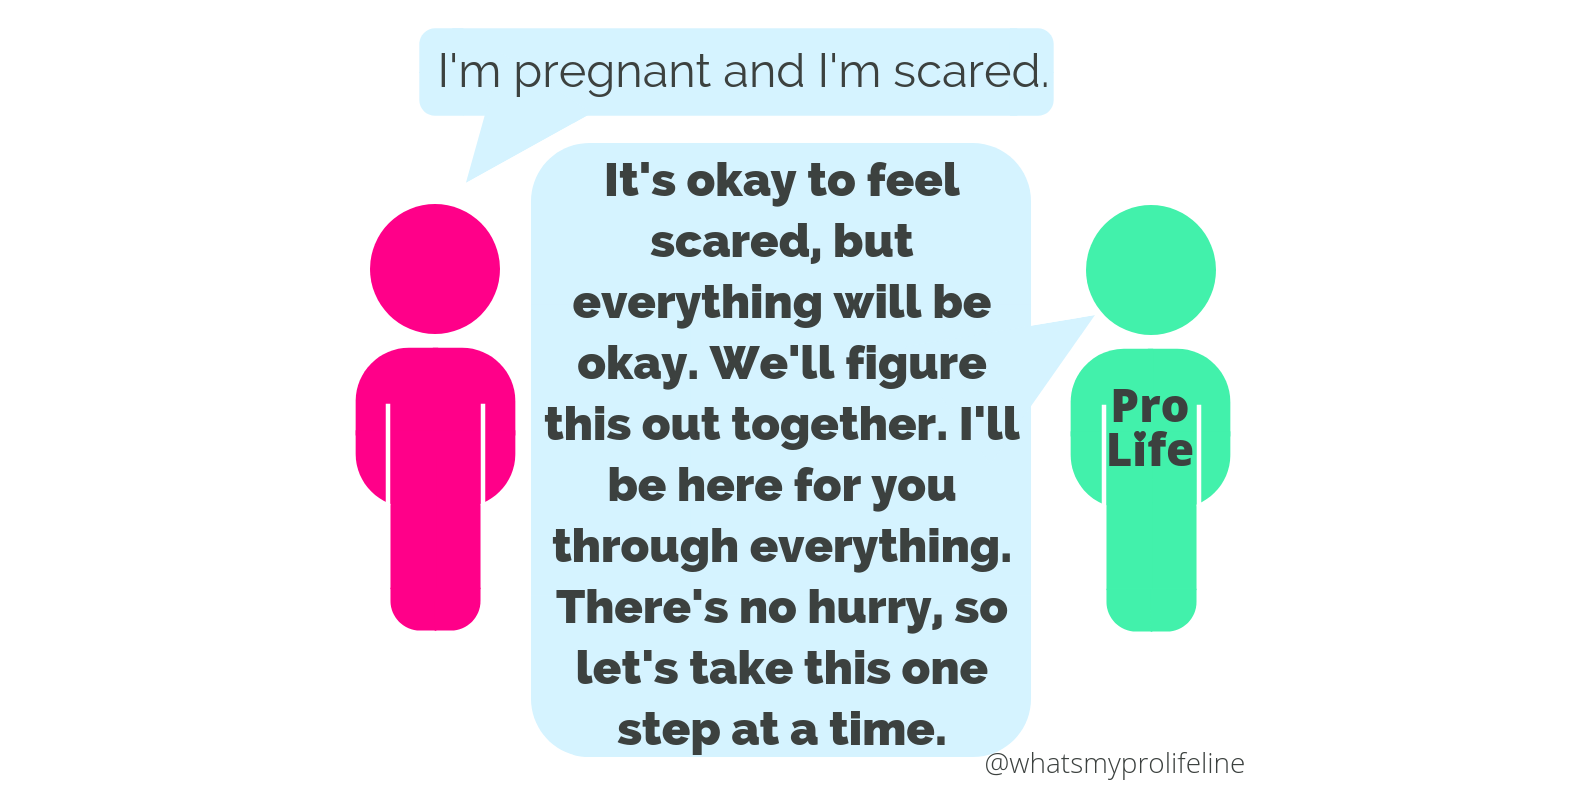 I'm pregnant and I'm scared.
It's okay to feel
scared, but
everything will be
okay. We'll figure
this out together. I'll
be here for you
through everything.
There's no hurry, so
let's take this one
step at a time.
Pro
Life
@whatsmyprolifeline